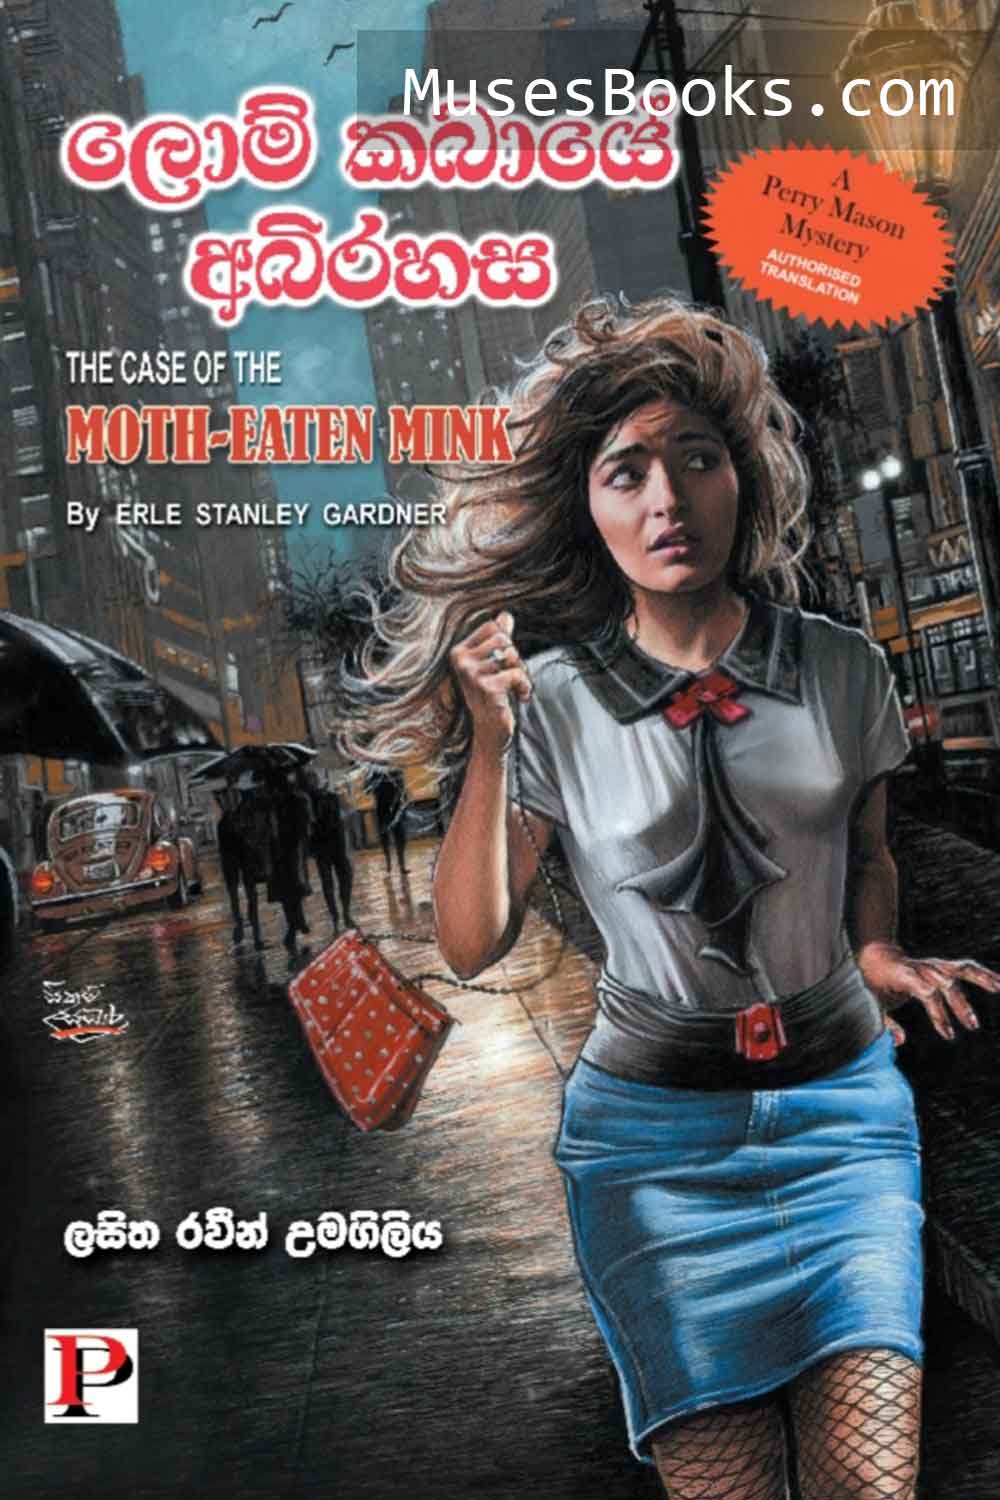 MusesBooks.com
ලොම් කබායේ
අබිරහස
A
Perry Mason
Mystery
AUTHORISED
TRANSLATION
THE CASE OF THE
MOTH-EATEN MINK
By ERLE STANLEY GARDNER
ලසිත රවීන් උමගිලිය
P